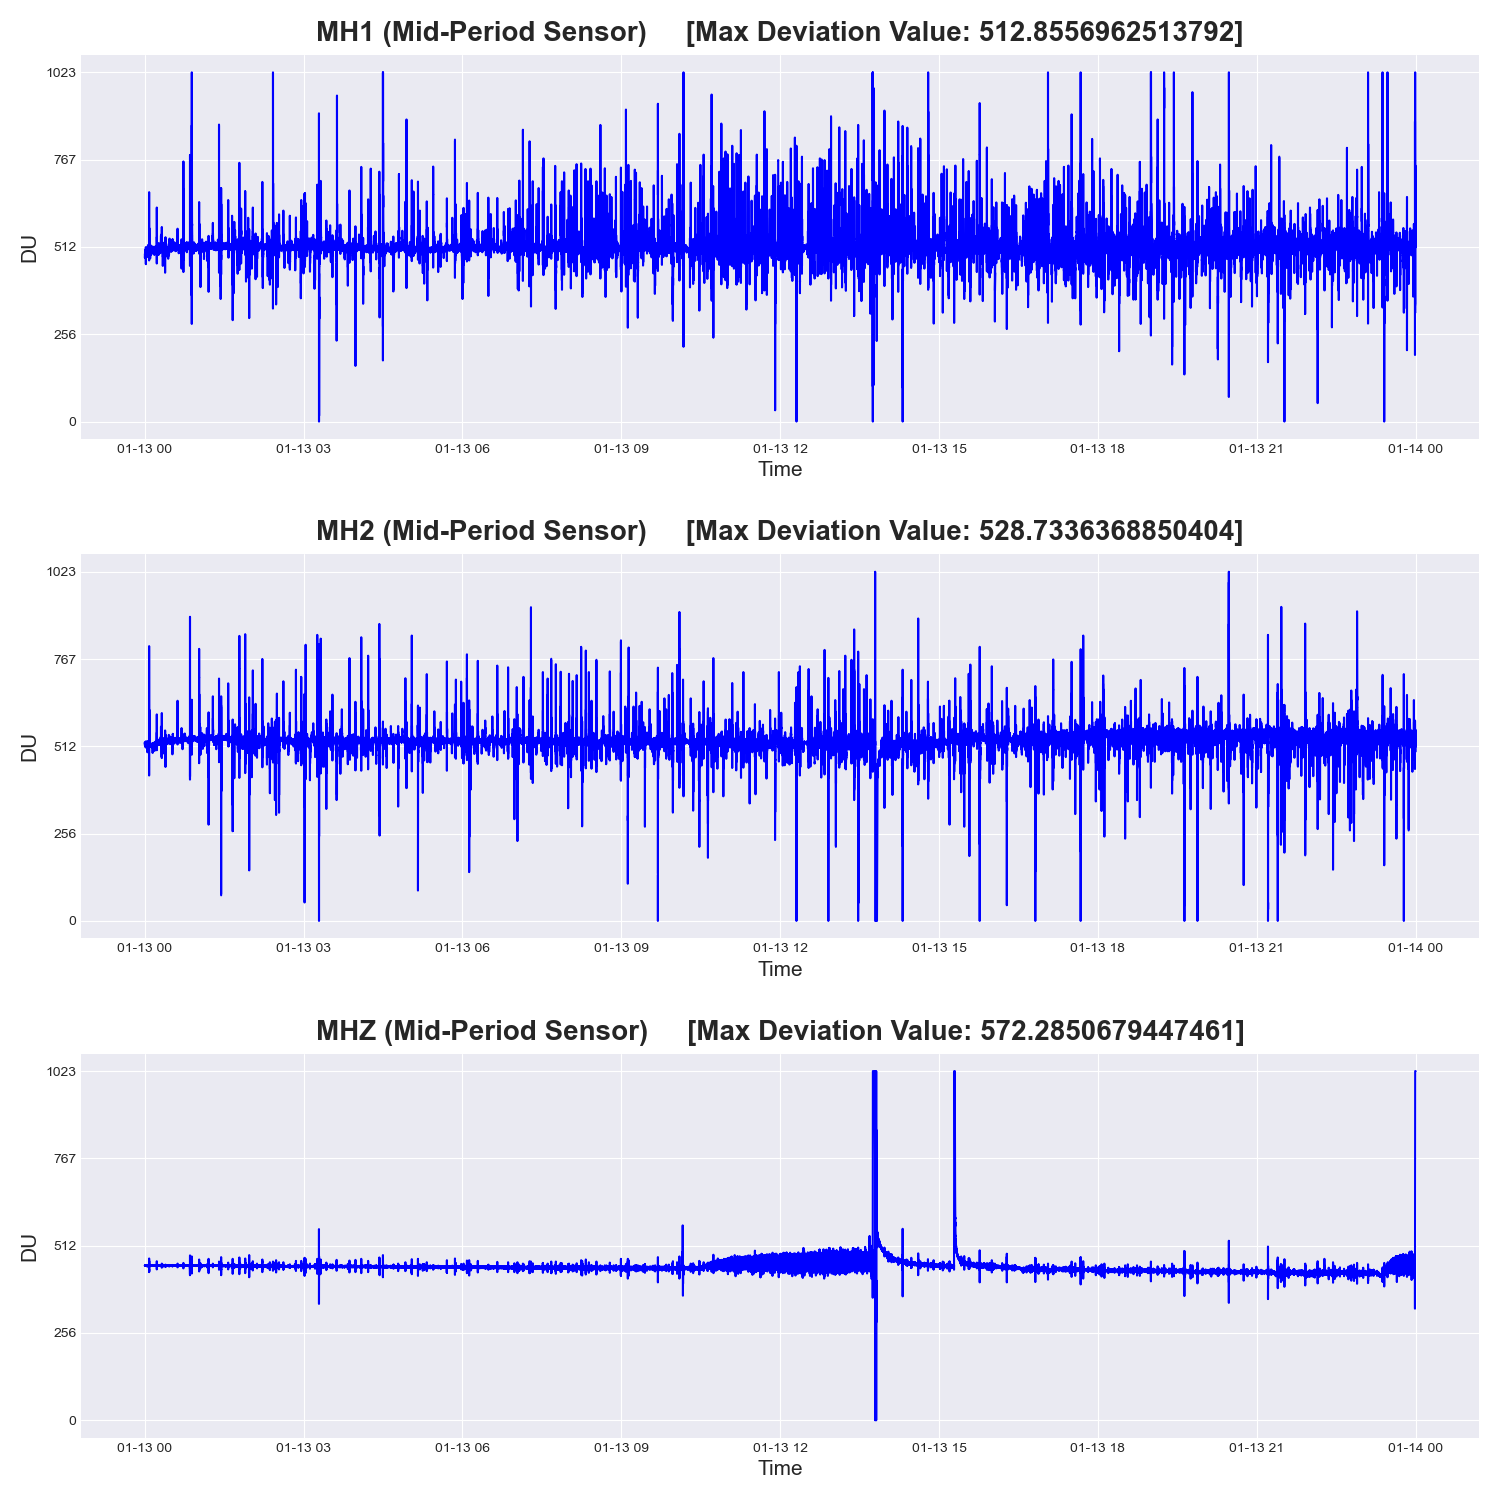 MH1 (Mid-Period Sensor)     [Max Deviation Value: 512.8556962513792]
1023
767
512
256
0
DU
01-13 00 01-13 03 01-13 06 01-13 09 01-13 12 01-13 15 01-13 18 01-13 21 01-14 00
Time
MH2 (Mid-Period Sensor)     [Max Deviation Value: 528.7336368850404]
1023
767
512
256
0
DU
01-13 00 01-13 03 01-13 06 01-13 09 01-13 12 01-13 15 01-13 18 01-13 21 01-14 00
Time
MHZ (Mid-Period Sensor)     [Max Deviation Value: 572.2850679447461]
1023
767
512
256
0
DU
01-13 00 01-13 03 01-13 06 01-13 09 01-13 12 01-13 15 01-13 18 01-13 21 01-14 00
Time